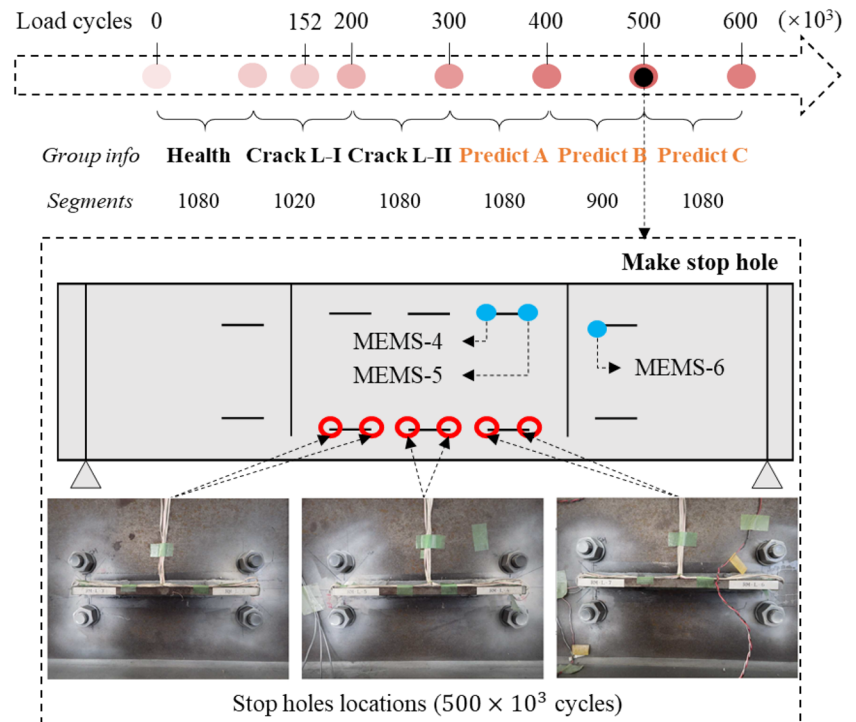 Load cycles 0 152 200 300 400 500 600 (×10³)
Group info Health Crack L-I Crack L-II Predict A Predict B Predict C
Segments 1080 1020 1080 1080 900 1080
Make stop hole
MEMS-4
MEMS-5
MEMS-6
Stop holes locations (500 × 10³ cycles)